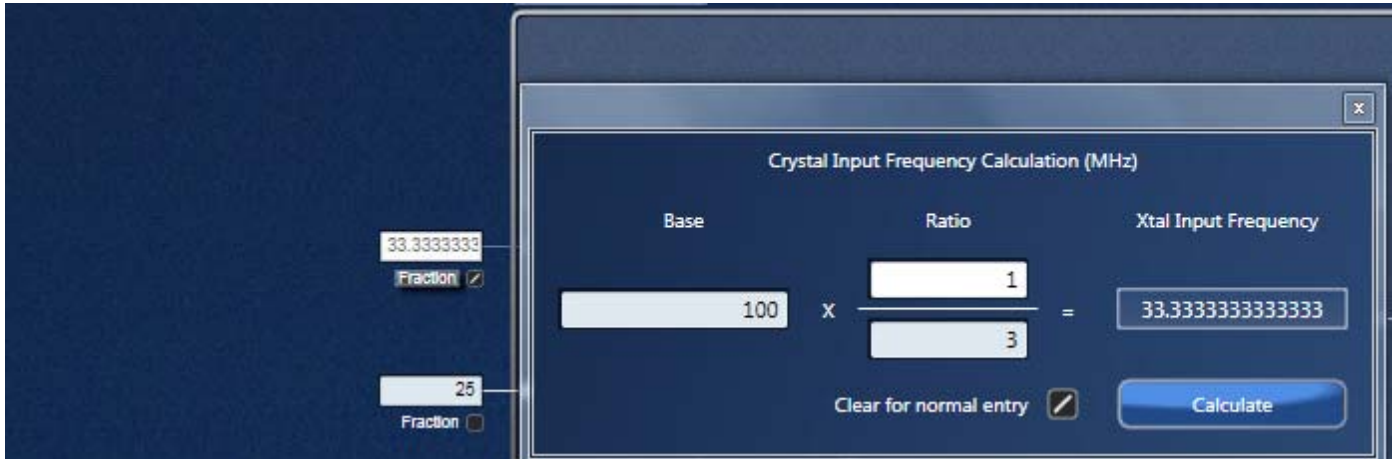 x
Crystal Input Frequency Calculation (MHz)
Base Ratio Xtal Input Frequency
33.3333333
Fraction
1
100 x = 33.3333333333333
3
25
Fraction
Clear for normal entry Calculate